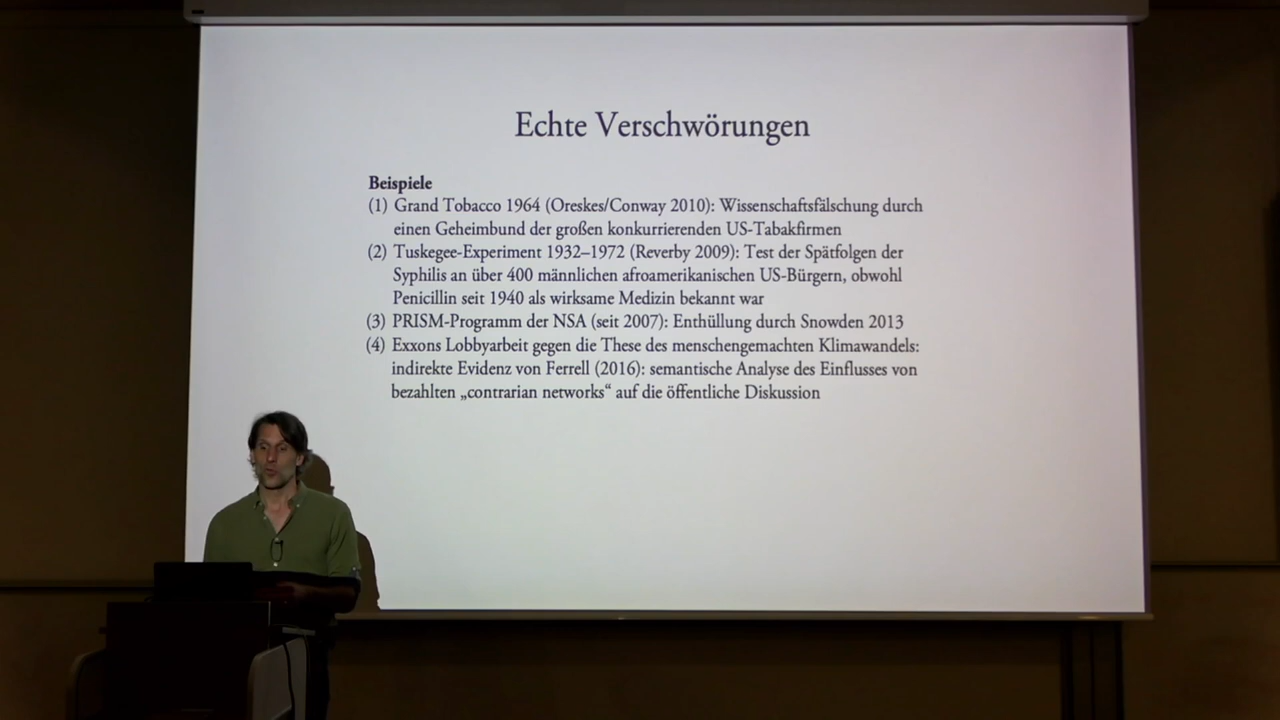 Echte Verschwörungen
Beispiele
(1) Grand Tobacco 1964 (Oreskes/Conway 2010): Wissenschaftsfälschung durch
einen Geheimbund der großen konkurrierenden US-Tabakfirmen
(2) Tuskegee-Experiment 1932–1972 (Reverby 2009): Test der Spätfolgen der
Syphilis an über 400 männlichen afroamerikanischen US-Bürgern, obwohl
Penicillin seit 1940 als wirksame Medizin bekannt war
(3) PRISM-Programm der NSA (seit 2007): Enthüllung durch Snowden 2013
(4) Exxons Lobbyarbeit gegen die These des menschengemachten Klimawandels:
indirekte Evidenz von Ferrell (2016): semantische Analyse des Einflusses von
bezahlten „contrarian networks“ auf die öffentliche Diskussion